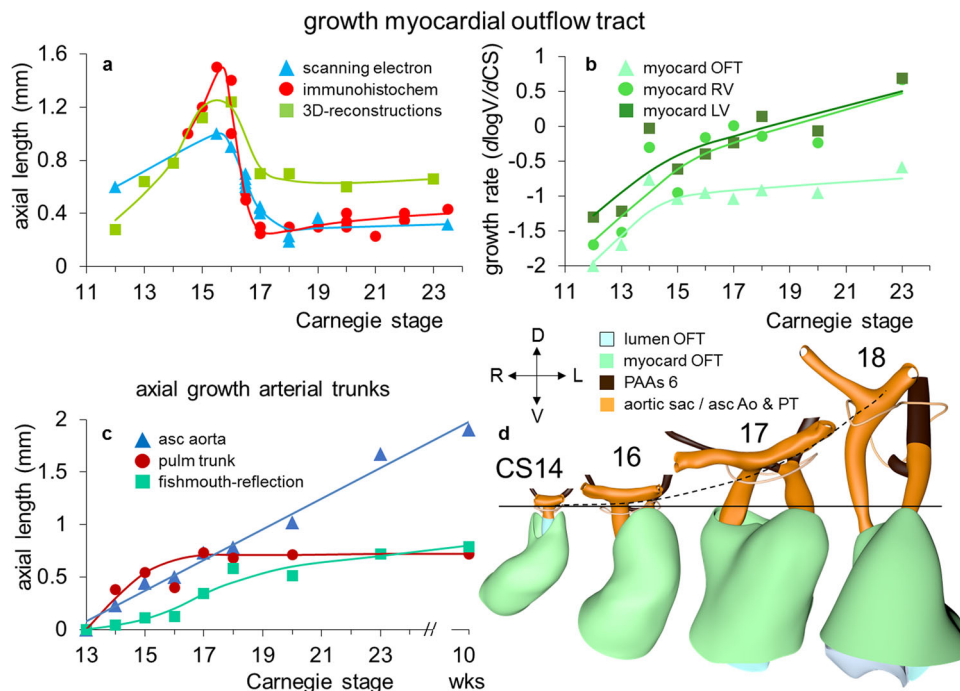 growth myocardial outflow tract
a
scanning electron
immunohistochem
3D-reconstructions
axial length (mm)
1.6
1.2
0.8
0.4
0
11 13 15 17 19 21 23
Carnegie stage
b
myocard OFT
myocard RV
myocard LV
growth rate (dlogV/dCS)
1
0.5
0
-0.5
-1
-1.5
-2
11 13 15 17 19 21 23
Carnegie stage
axial growth arterial trunks
c
asc aorta
pulm trunk
fishmouth-reflection
axial length (mm)
2
1.5
1
0.5
0
13 15 17 19 21 23 // 10
Carnegie stage wks
D
R L
V
lumen OFT
myocard OFT
PAAs 6
aortic sac / asc Ao & PT
d
CS14
16
17
18